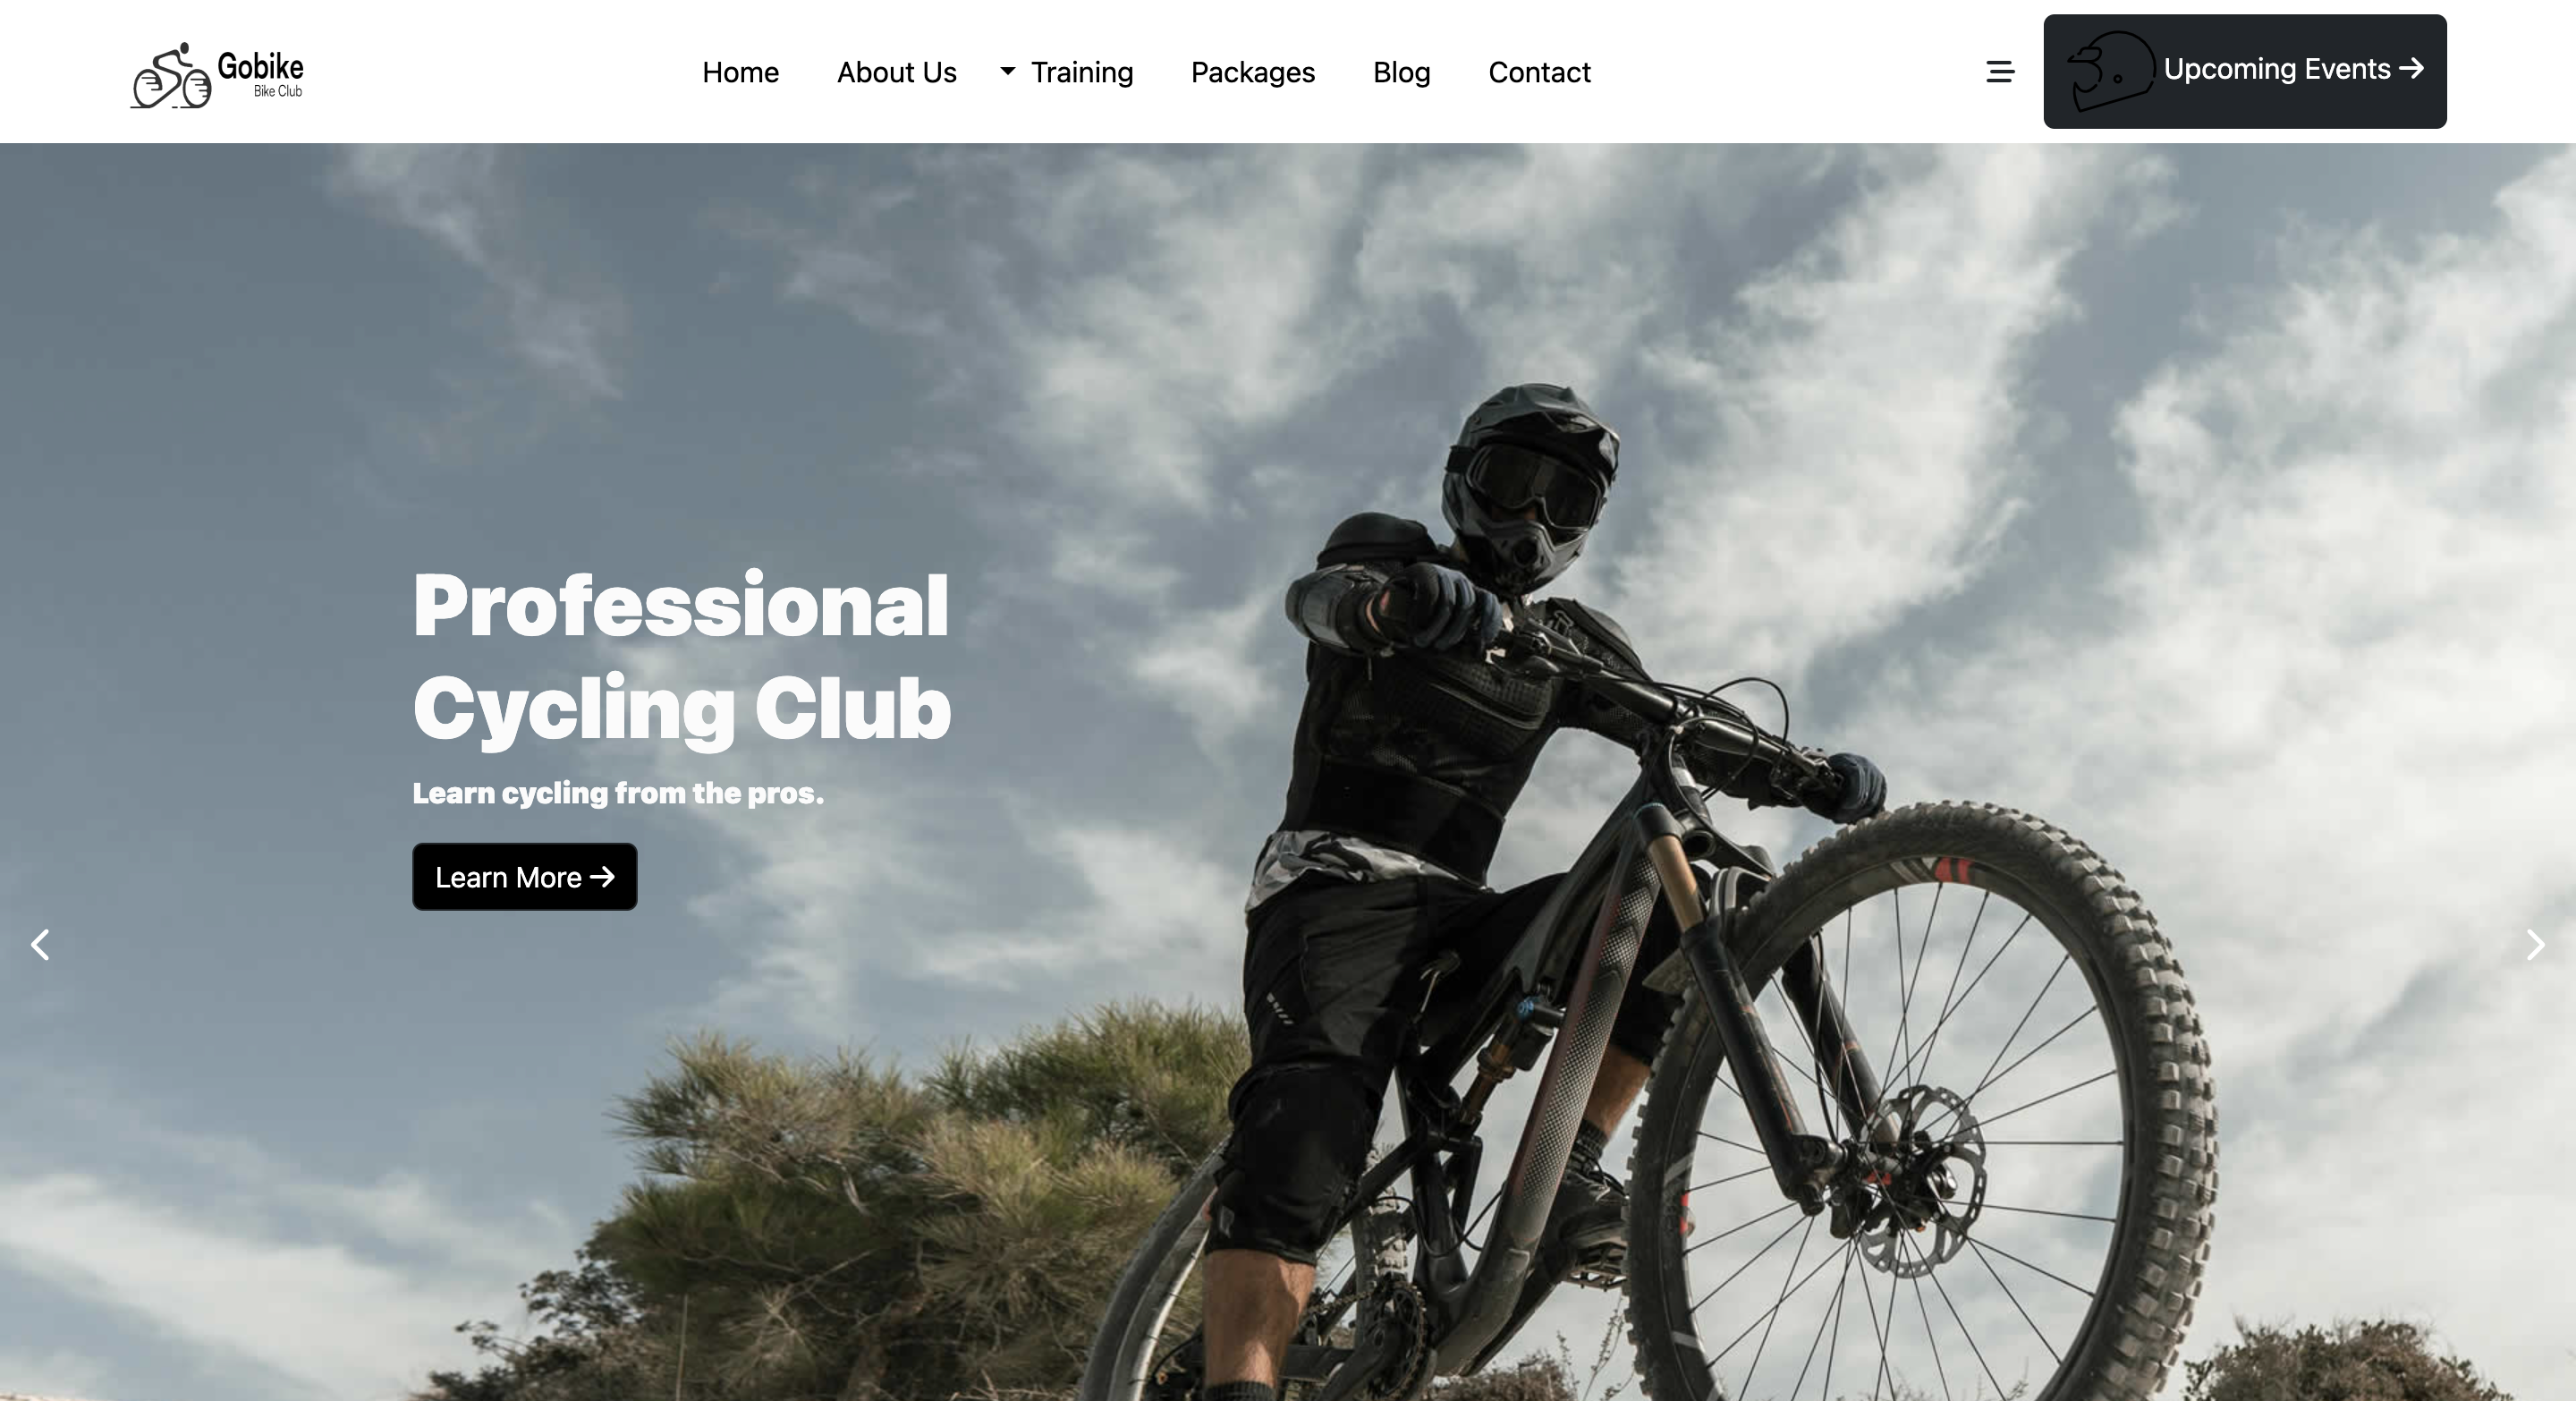 Gobike
Bike Club
Home
About Us
Training
Packages
Blog
Contact
Upcoming Events →
Professional
Cycling Club
Learn cycling from the pros.
Learn More →